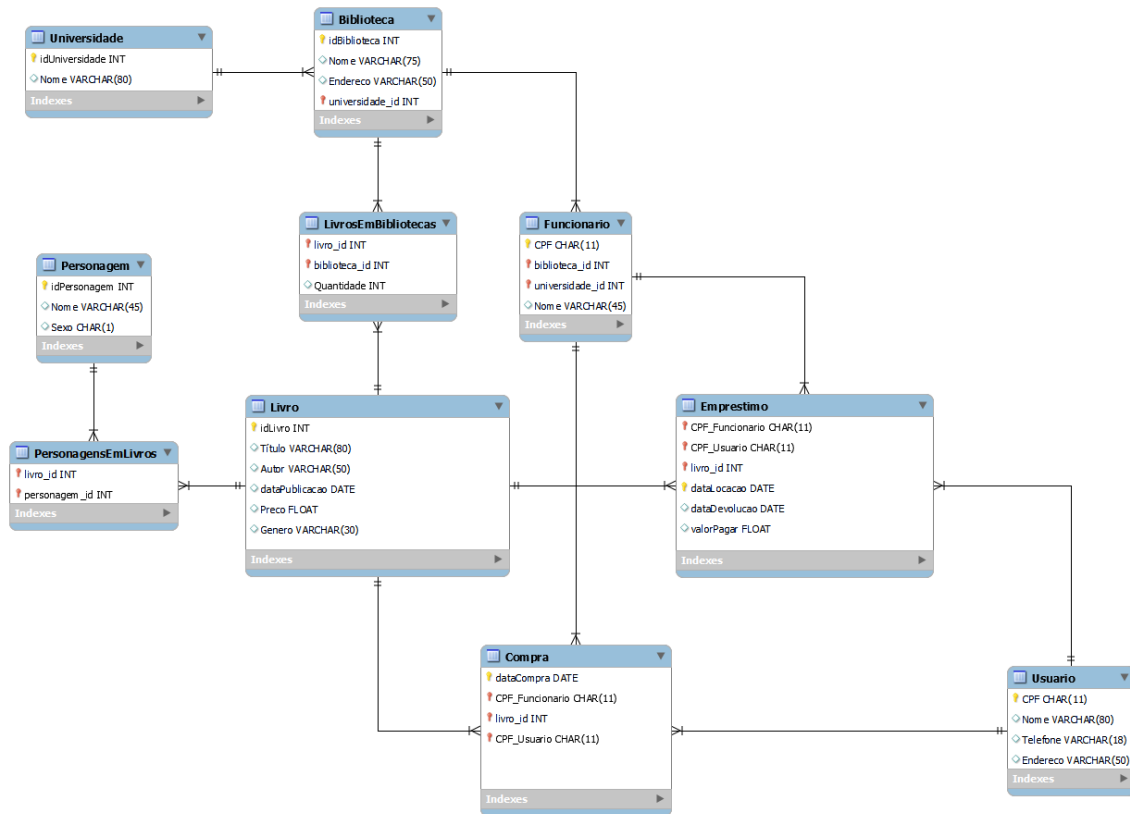 Universidade
idUniversidade INT
Nome VARCHAR(80)
Indexes
Biblioteca
idBiblioteca INT
Nome VARCHAR(75)
Endereco VARCHAR(50)
universidade_id INT
Indexes
LivrosEmBibliotecas
livro_id INT
biblioteca_id INT
Quantidade INT
Indexes
Funcionario
CPF CHAR(11)
biblioteca_id INT
universidade_id INT
Nome VARCHAR(45)
Indexes
Personagem
idPersonagem INT
Nome VARCHAR(45)
Sexo CHAR(1)
Indexes
PersonagensEmLivros
livro_id INT
personagem_id INT
Indexes
Livro
idLivro INT
Título VARCHAR(80)
Autor VARCHAR(50)
dataPublicacao DATE
Preco FLOAT
Genero VARCHAR(30)
Indexes
Emprestimo
CPF_Funcionario CHAR(11)
CPF_Usuario CHAR(11)
livro_id INT
dataLocacao DATE
dataDevolucao DATE
valorPagar FLOAT
Indexes
Compra
dataCompra DATE
CPF_Funcionario CHAR(11)
livro_id INT
CPF_Usuario CHAR(11)
Indexes
Usuario
CPF CHAR(11)
Nome VARCHAR(80)
Telefone VARCHAR(18)
Endereco VARCHAR(50)
Indexes